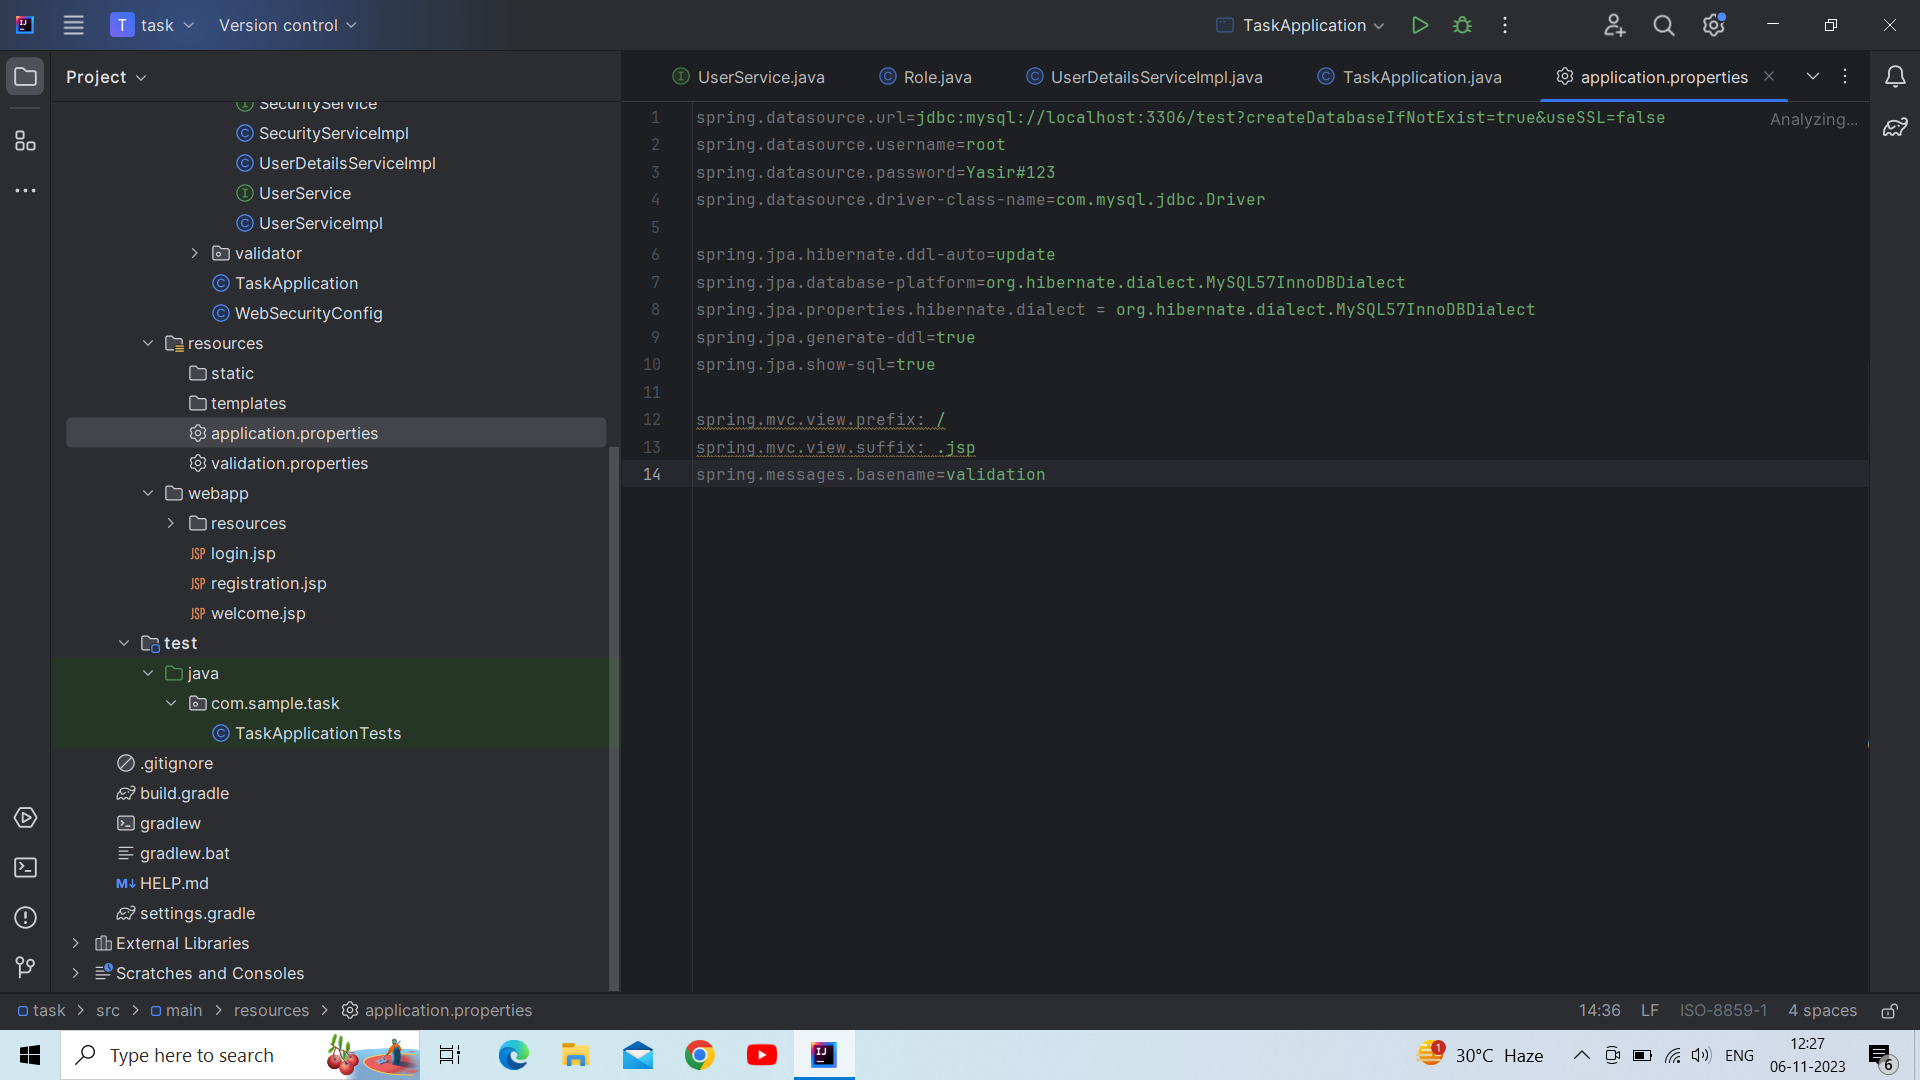 T task Version control
TaskApplication
Project
UserService.java Role.java UserDetailsServiceImpl.java TaskApplication.java application.properties
SecurityService
SecurityServiceImpl
UserDetailsServiceImpl
UserService
UserServiceImpl
validator
TaskApplication
WebSecurityConfig
resources
static
templates
application.properties
validation.properties
webapp
resources
JSP login.jsp
JSP registration.jsp
JSP welcome.jsp
test
java
com.sample.task
TaskApplicationTests
.gitignore
build.gradle
gradlew
gradlew.bat
M↓ HELP.md
settings.gradle
External Libraries
Scratches and Consoles
1 spring.datasource.url=jdbc:mysql://localhost:3306/test?createDatabaseIfNotExist=true&useSSL=false
Analyzing...
2 spring.datasource.username=root
3 spring.datasource.password=Yasir#123
4 spring.datasource.driver-class-name=com.mysql.jdbc.Driver
5
6 spring.jpa.hibernate.ddl-auto=update
7 spring.jpa.database-platform=org.hibernate.dialect.MySQL57InnoDBDialect
8 spring.jpa.properties.hibernate.dialect = org.hibernate.dialect.MySQL57InnoDBDialect
9 spring.jpa.generate-ddl=true
10 spring.jpa.show-sql=true
11
12 spring.mvc.view.prefix: /
13 spring.mvc.view.suffix: .jsp
14 spring.messages.basename=validation
task > src > main > resources > application.properties
14:36 LF ISO-8859-1 4 spaces
Type here to search
1 30°C Haze
ENG
12:27
06-11-2023
6